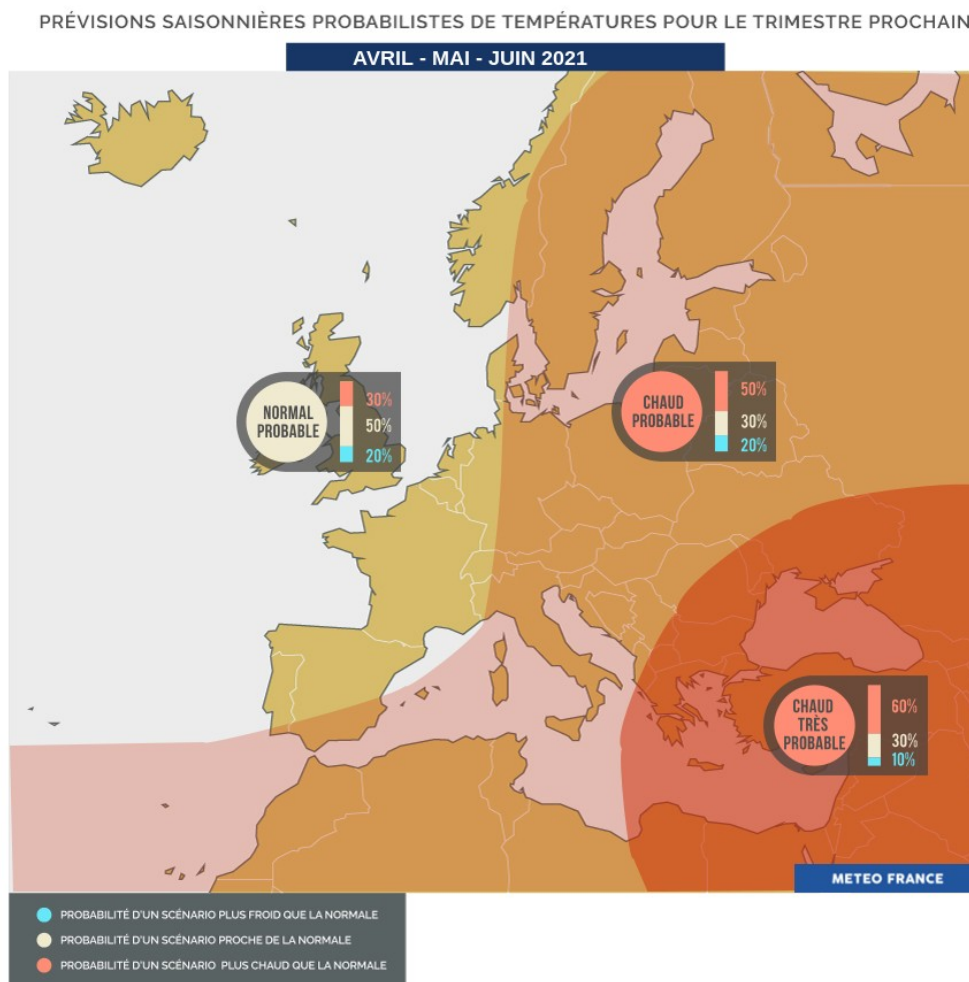 PRÉVISIONS SAISONNIÈRES PROBABILISTES DE TEMPÉRATURES POUR LE TRIMESTRE PROCHAIN
AVRIL - MAI - JUIN 2021
NORMAL
PROBABLE
30%
50%
20%
CHAUD
PROBABLE
50%
30%
20%
CHAUD
TRÈS
PROBABLE
60%
30%
10%
METEO FRANCE
PROBABILITÉ D'UN SCÉNARIO PLUS FROID QUE LA NORMALE
PROBABILITÉ D'UN SCÉNARIO PROCHE DE LA NORMALE
PROBABILITÉ D'UN SCÉNARIO PLUS CHAUD QUE LA NORMALE